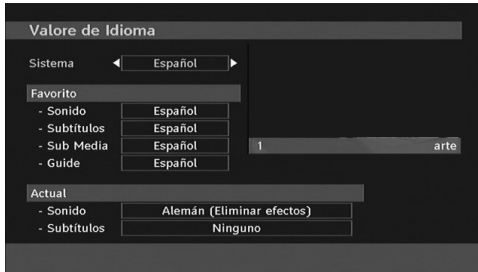 Valore de Idioma
Sistema Español
Favorito
- Sonido Español
- Subtítulos Español
- Sub Media Español
- Guide Español
1 arte
Actual
- Sonido Alemán (Eliminar efectos)
- Subtítulos Ninguno